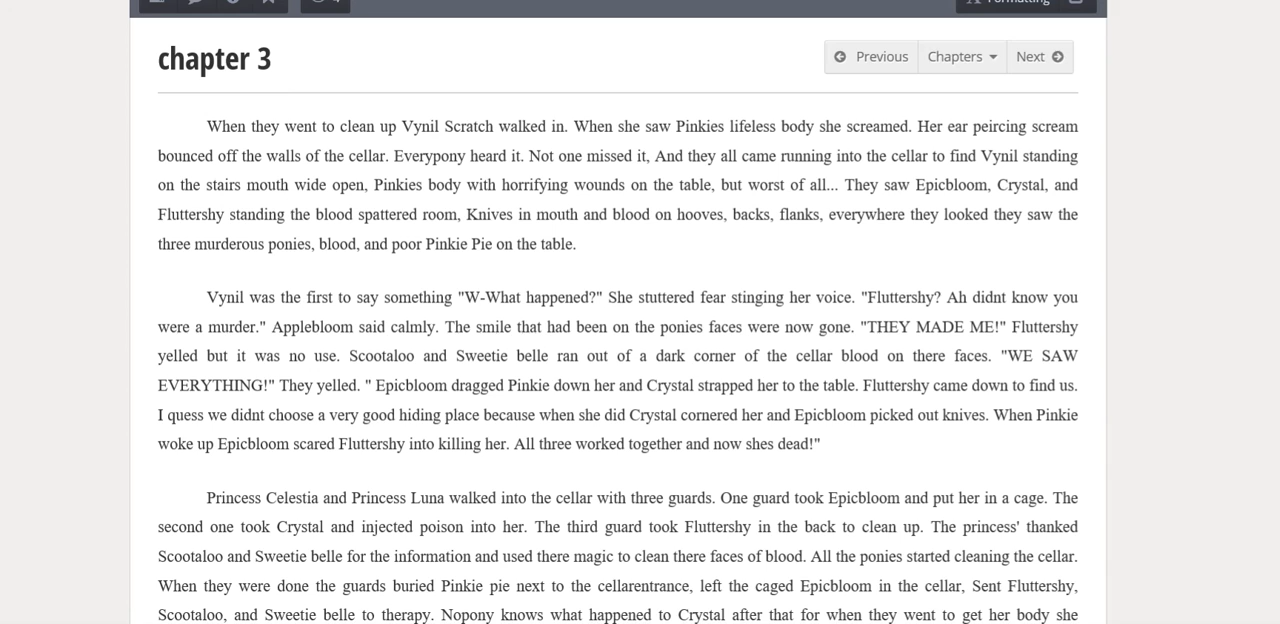 Formatting
chapter 3
Previous
Chapters
Next
When they went to clean up Vynil Scratch walked in. When she saw Pinkies lifeless body she screamed. Her ear peircing scream
bounced off the walls of the cellar. Everypony heard it. Not one missed it, And they all came running into the cellar to find Vynil standing
on the stairs mouth wide open, Pinkies body with horrifying wounds on the table, but worst of all... They saw Epicbloom, Crystal, and
Fluttershy standing the blood spattered room, Knives in mouth and blood on hooves, backs, flanks, everywhere they looked they saw the
three murderous ponies, blood, and poor Pinkie Pie on the table.
Vynil was the first to say something "W-What happened?" She stuttered fear stinging her voice. "Fluttershy? Ah didnt know you
were a murder." Applebloom said calmly. The smile that had been on the ponies faces were now gone. "THEY MADE ME!" Fluttershy
yelled but it was no use. Scootaloo and Sweetie belle ran out of a dark corner of the cellar blood on there faces. "WE SAW
EVERYTHING!" They yelled. " Epicbloom dragged Pinkie down her and Crystal strapped her to the table. Fluttershy came down to find us.
I quess we didnt choose a very good hiding place because when she did Crystal cornered her and Epicbloom picked out knives. When Pinkie
woke up Epicbloom scared Fluttershy into killing her. All three worked together and now shes dead!"
Princess Celestia and Princess Luna walked into the cellar with three guards. One guard took Epicbloom and put her in a cage. The
second one took Crystal and injected poison into her. The third guard took Fluttershy in the back to clean up. The princess' thanked
Scootaloo and Sweetie belle for the information and used there magic to clean there faces of blood. All the ponies started cleaning the cellar.
When they were done the guards buried Pinkie pie next to the cellarentrance, left the caged Epicbloom in the cellar, Sent Fluttershy,
Scootaloo, and Sweetie belle to therapy. Nopony knows what happened to Crystal after that for when they went to get her body she